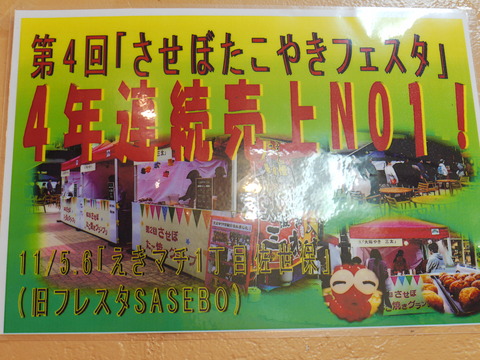 第4回「させぼたこやきフェスタ」
4年連続売上NO1！
11/5.6「えきマチ1丁目佐世保」
(旧フレスタSASEBO)